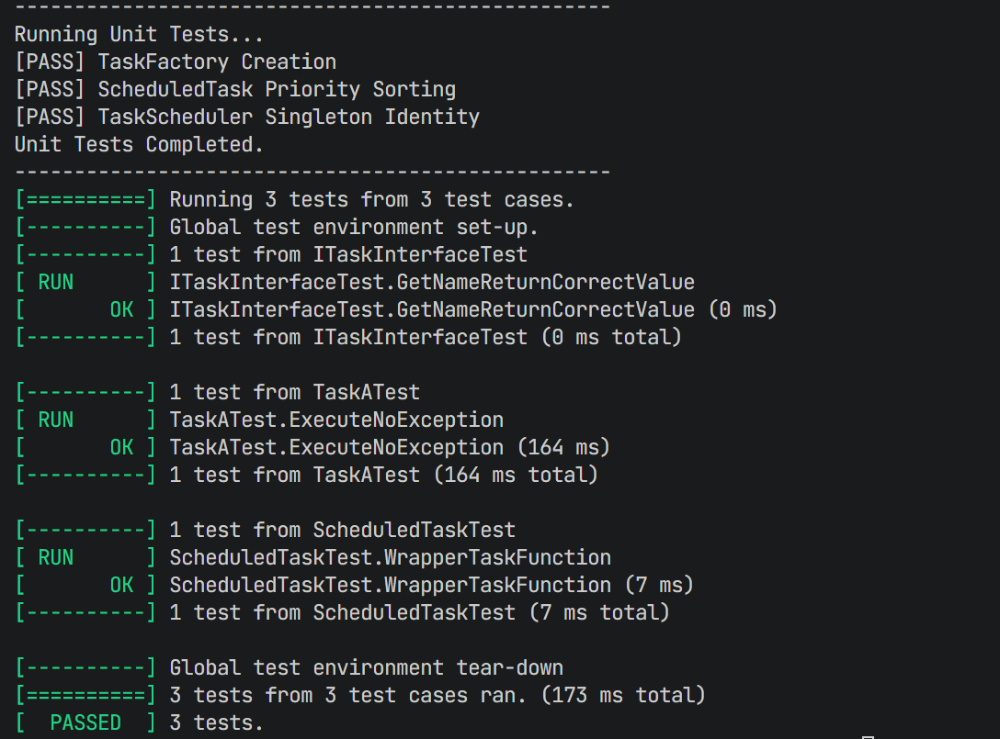 --------------------------------------------------
Running Unit Tests...
[PASS] TaskFactory Creation
[PASS] ScheduledTask Priority Sorting
[PASS] TaskScheduler Singleton Identity
Unit Tests Completed.
--------------------------------------------------
[==========] Running 3 tests from 3 test cases.
[----------] Global test environment set-up.
[----------] 1 test from ITaskInterfaceTest
[ RUN      ] ITaskInterfaceTest.GetNameReturnCorrectValue
[       OK ] ITaskInterfaceTest.GetNameReturnCorrectValue (0 ms)
[----------] 1 test from ITaskInterfaceTest (0 ms total)

[----------] 1 test from TaskATest
[ RUN      ] TaskATest.ExecuteNoException
[       OK ] TaskATest.ExecuteNoException (164 ms)
[----------] 1 test from TaskATest (164 ms total)

[----------] 1 test from ScheduledTaskTest
[ RUN      ] ScheduledTaskTest.WrapperTaskFunction
[       OK ] ScheduledTaskTest.WrapperTaskFunction (7 ms)
[----------] 1 test from ScheduledTaskTest (7 ms total)

[----------] Global test environment tear-down
[==========] 3 tests from 3 test cases ran. (173 ms total)
[  PASSED  ] 3 tests.